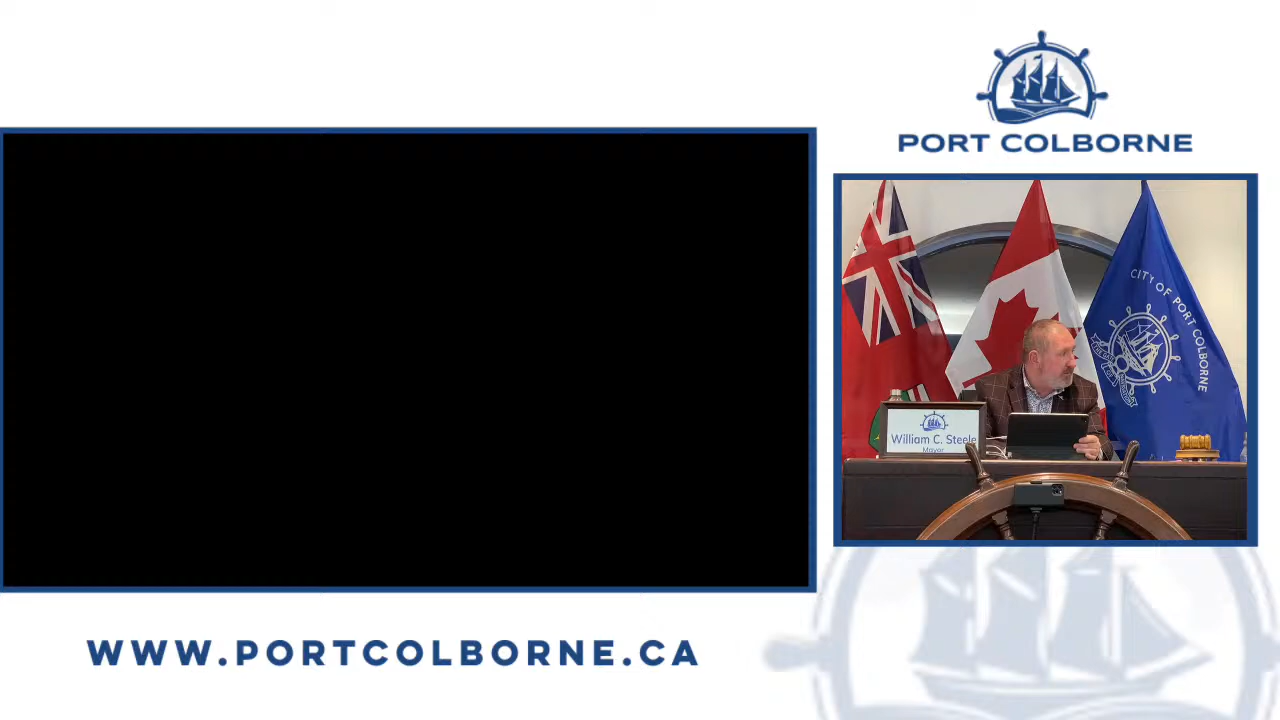 PORT COLBORNE
CITY OF PORT COLBORNE
William C. Steele
Mayor
WWW.PORTCOLBORNE.CA